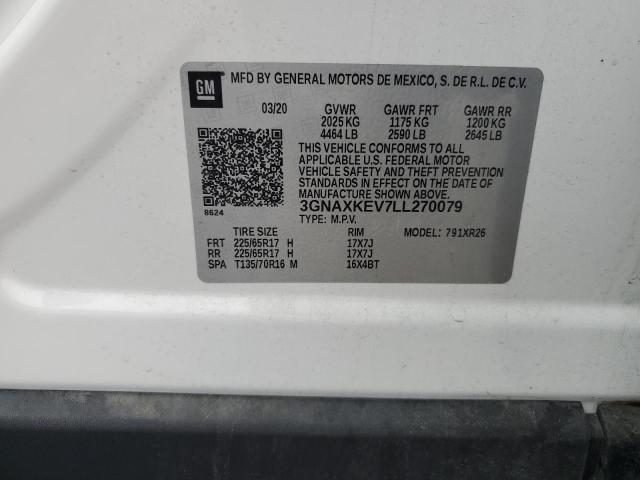 GM
MFD BY GENERAL MOTORS DE MEXICO, S. DE R.L. DE C.V.
03/20 GVWR GAWR FRT GAWR RR
2025 KG 1175 KG 1200 KG
4464 LB 2590 LB 2645 LB
THIS VEHICLE CONFORMS TO ALL
APPLICABLE U.S. FEDERAL MOTOR
VEHICLE SAFETY AND THEFT PREVENTION
STANDARDS IN EFFECT ON THE DATE OF
MANUFACTURE SHOWN ABOVE.
8624 3GNAXKEV7LL270079
TYPE: M.P.V.
TIRE SIZE RIM MODEL: 791XR26
FRT 225/65R17 H 17X7J
RR 225/65R17 H 17X7J
SPA T135/70R16 M 16X4BT